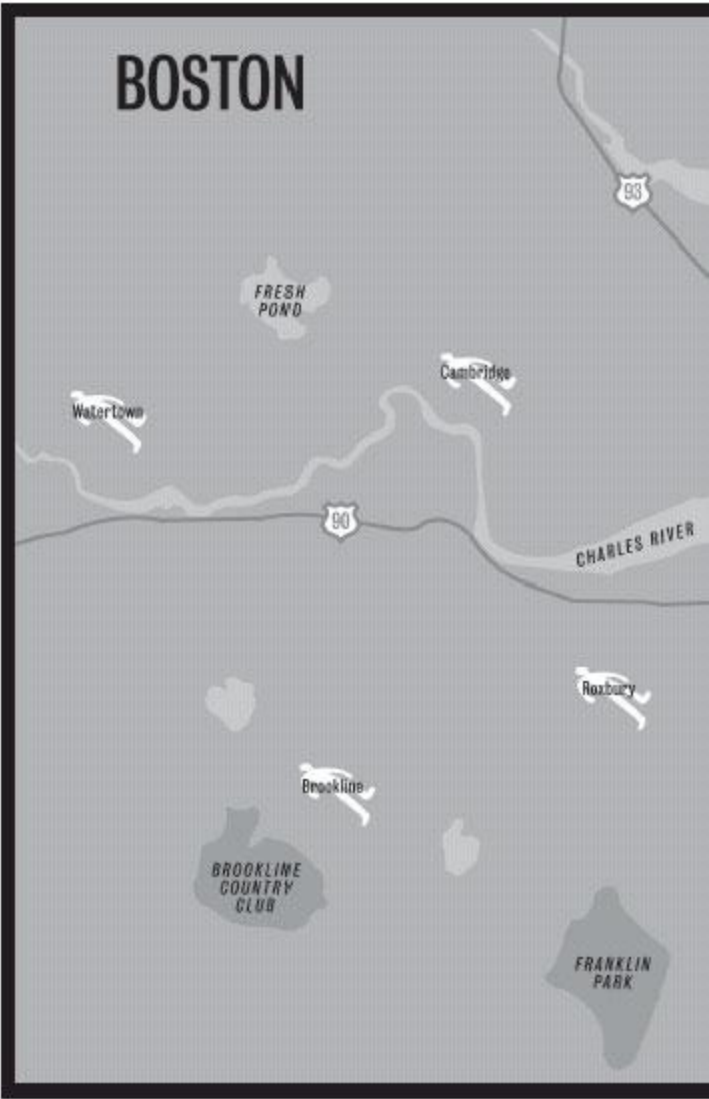 BOSTON
93
FRESH
POND
Cambridge
Watertown
90
CHARLES RIVER
Roxbury
Brookline
BROOKLINE
COUNTRY
CLUB
FRANKLIN
PARK